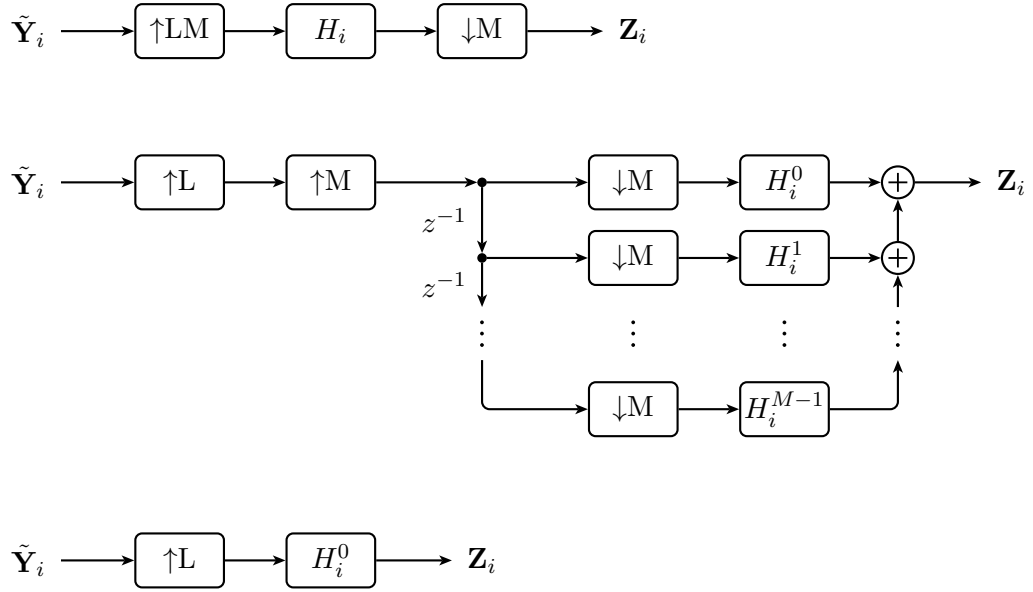 Ỹ_i ↑LM H_i ↓M Z_i
Ỹ_i ↑L ↑M ↓M H_i^0 + Z_i
z^{-1}
↓M H_i^1 +
z^{-1}
⋮ ⋮ ⋮ ⋮
↓M H_i^{M-1}
Ỹ_i ↑L H_i^0 Z_i